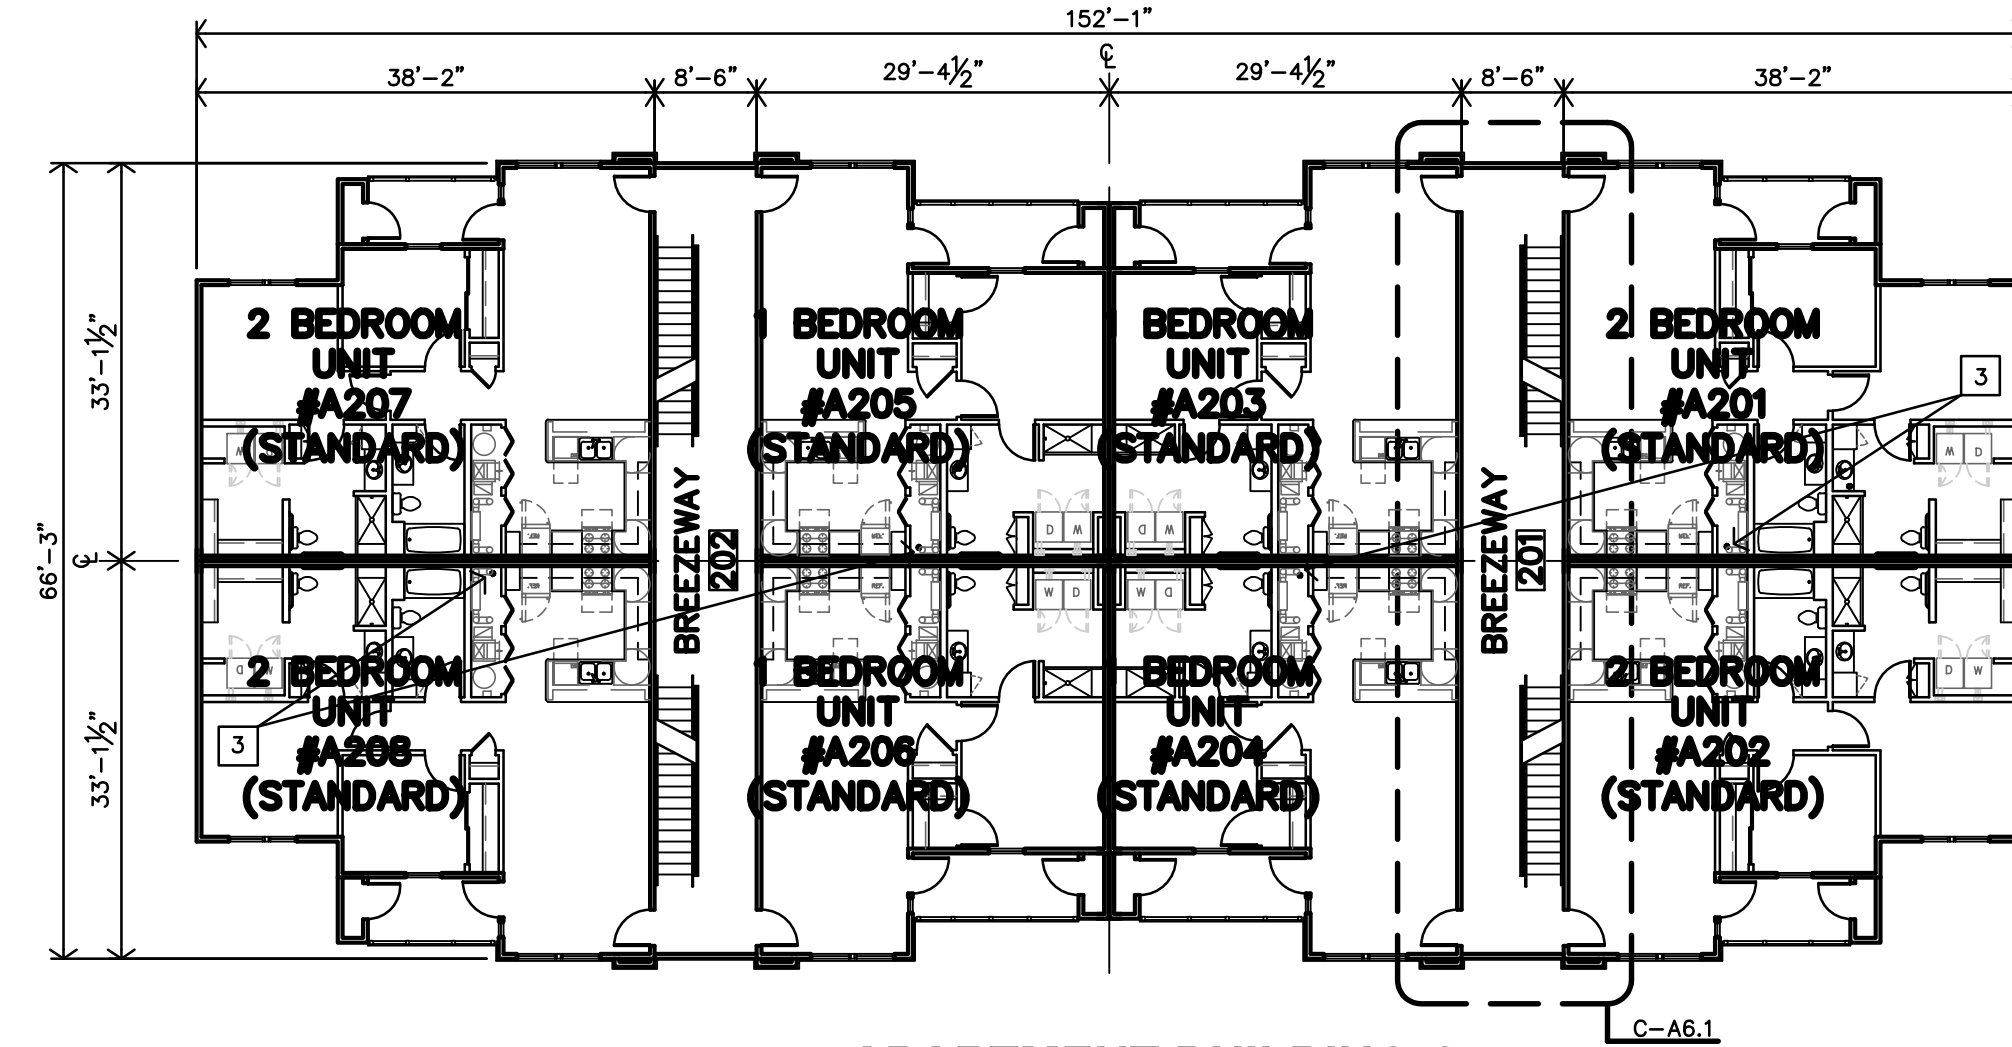 152'-1"
38'-2"
8'-6"
29'-4½"
℄
29'-4½"
8'-6"
38'-2"
66'-3"
33'-1½"
℄
33'-1½"
2 BEDROOM
UNIT
#A207
(STANDARD)
1 BEDROOM
UNIT
#A205
(STANDARD)
BEDROOM
UNIT
#A203
(STANDARD)
2 BEDROOM
UNIT
#A201
(STANDARD)
3
BREEZEWAY
202
BREEZEWAY
201
W
D
W
D
W
W
D
D
W
W
D
REF.
REF.
D
W
D
W
2 BEDROOM
UNIT
#A208
(STANDARD)
3
1 BEDROOM
UNIT
#A206
(STANDARD)
BEDROOM
UNIT
#A204
(STANDARD)
2 BEDROOM
UNIT
#A202
(STANDARD)
C-A6.1